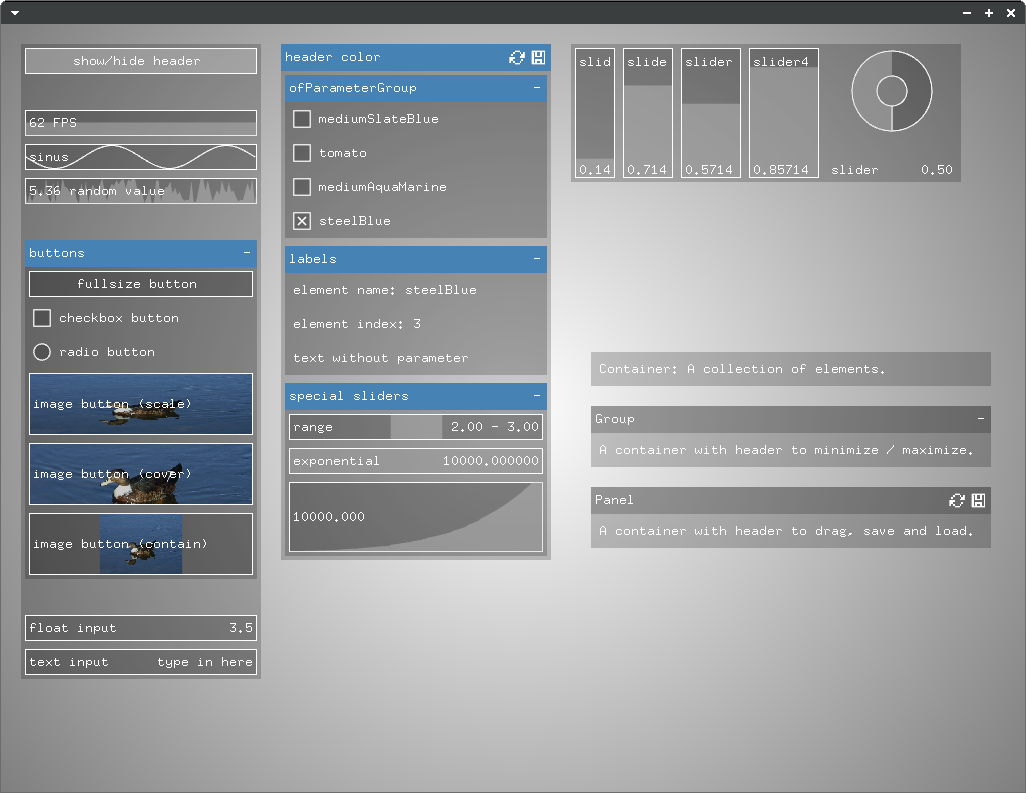 show/hide header
62 FPS
sinus
5.36 random value
buttons -
fullsize button
checkbox button
radio button
image button (scale)
image button (cover)
image button (contain)
float input 3.5
text input type in here
header color
ofParameterGroup -
mediumSlateBlue
tomato
mediumAquaMarine
steelBlue
labels -
element name: steelBlue
element index: 3
text without parameter
special sliders -
range 2.00 - 3.00
exponential 10000.000000
10000.000
slid slide slider slider4
0.14 0.714 0.5714 0.85714 slider 0.50
Container: A collection of elements.
Group -
A container with header to minimize / maximize.
Panel
A container with header to drag, save and load.